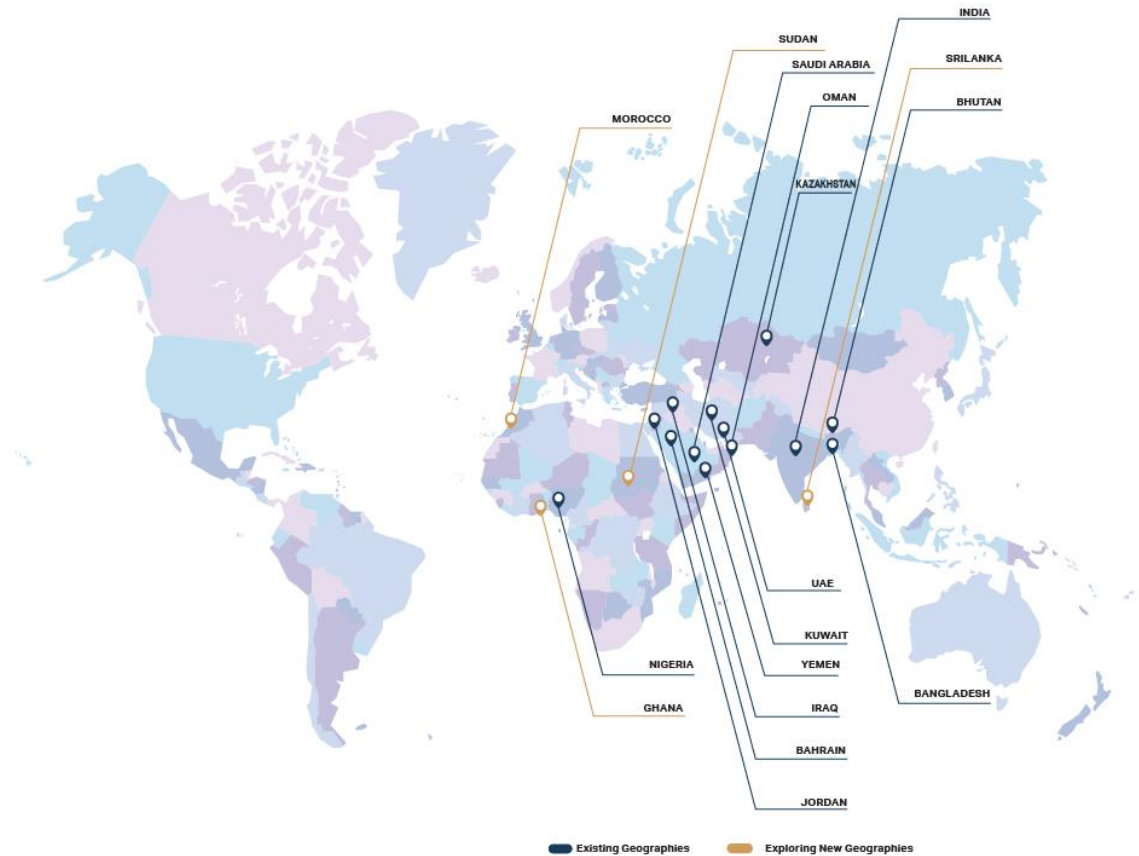 INDIA
SUDAN
SRILANKA
SAUDI ARABIA
OMAN
BHUTAN
MOROCCO
KAZAKHSTAN
UAE
KUWAIT
NIGERIA
YEMEN
BANGLADESH
GHANA
IRAQ
BAHRAIN
JORDAN
Existing Geographies
Exploring New Geographies